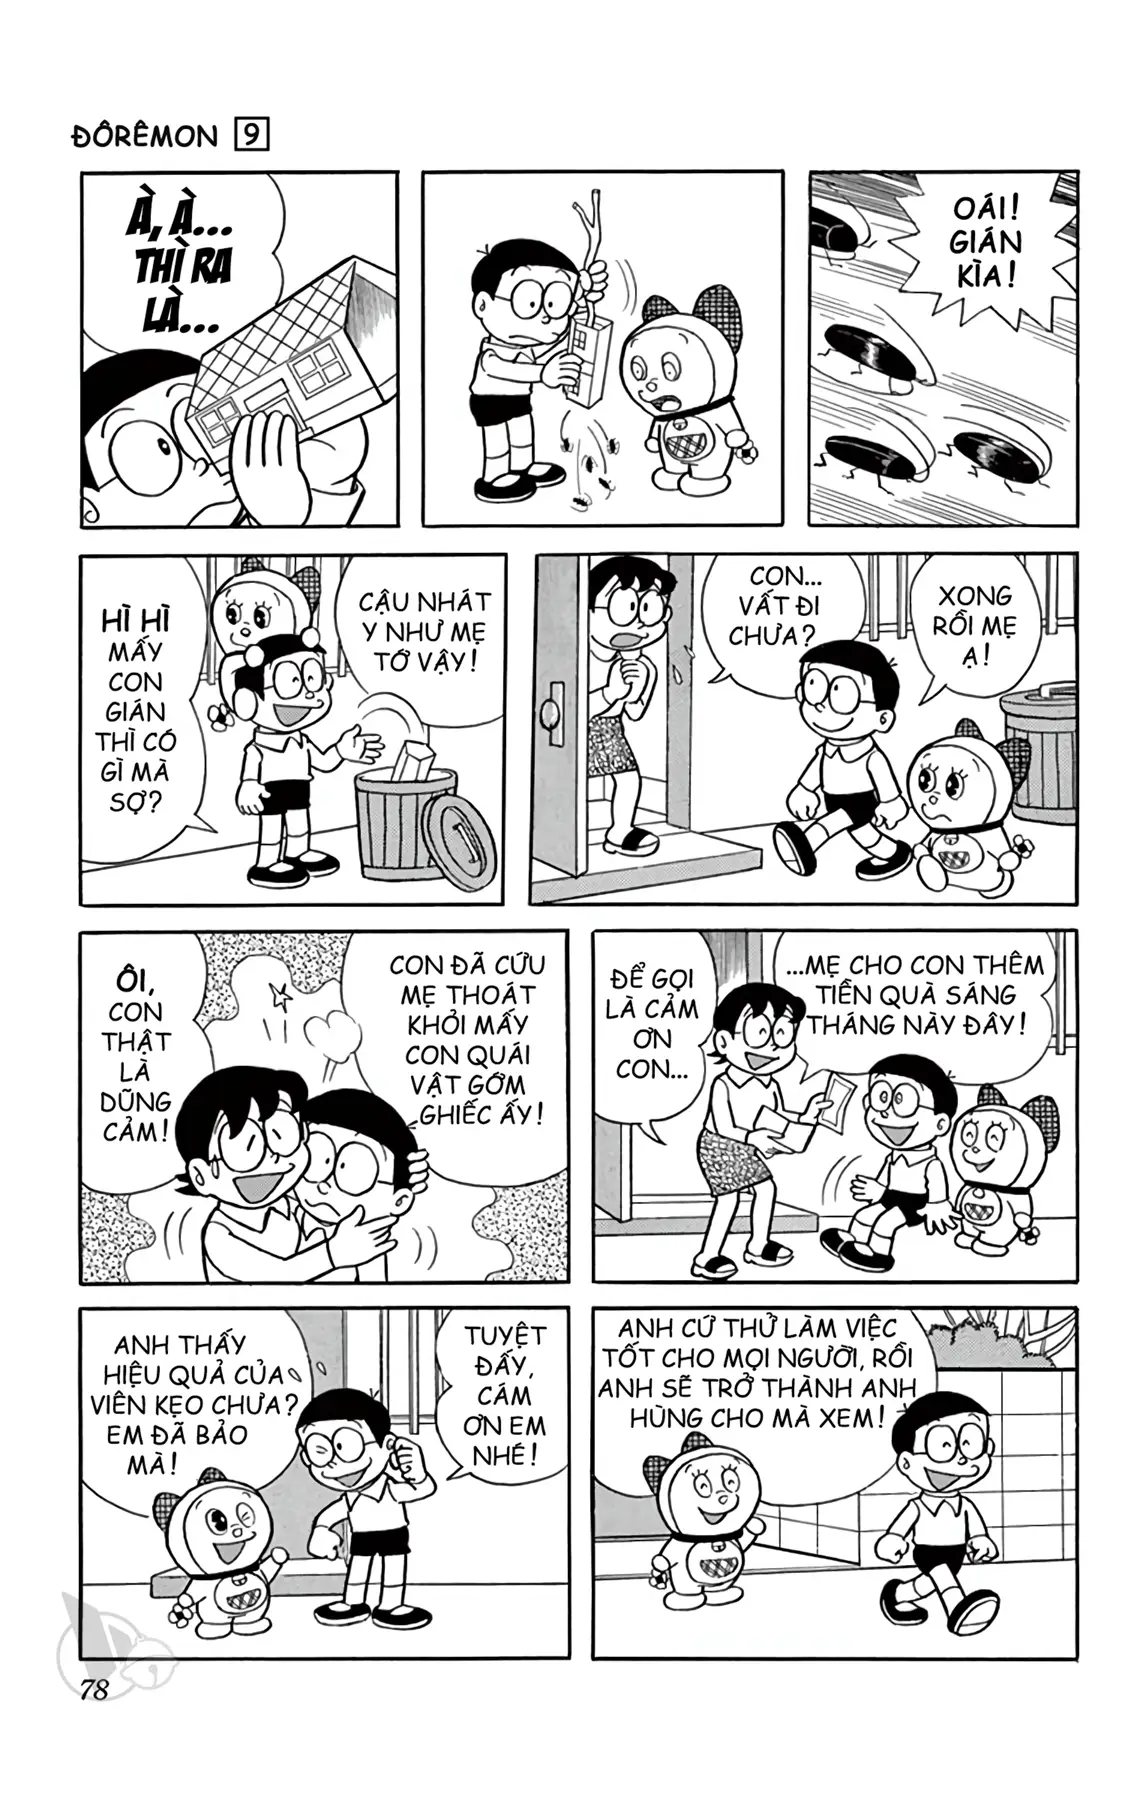 ĐÔRÊMON 9
À, À...
THÌ RA
LÀ...
OÁI!
GIÁN
KÌA!
HÌ HÌ
MẤY
CON
GIÁN
THÌ CÓ
GÌ MÀ
SỢ?
CẬU NHÁT
Y NHƯ MẸ
TỚ VẬY!
CON...
VẤT ĐI
CHƯA?
XONG
RỒI MẸ
Ạ!
ÔI,
CON
THẬT
LÀ
DŨNG
CẢM!
CON ĐÃ CỨU
MẸ THOÁT
KHỎI MẤY
CON QUÁI
VẬT GỚM
GHIẾC ẤY!
ĐỂ GỌI
LÀ CẢM
ƠN
CON...
...MẸ CHO CON THÊM
TIỀN QUÀ SÁNG
THÁNG NÀY ĐÂY!
ANH THẤY
HIỆU QUẢ CỦA
VIÊN KẸO CHƯA?
EM ĐÃ BẢO
MÀ!
TUYỆT
ĐẤY,
CÁM
ƠN EM
NHÉ!
ANH CỨ THỬ LÀM VIỆC
TỐT CHO MỌI NGƯỜI, RỒI
ANH SẼ TRỞ THÀNH ANH
HÙNG CHO MÀ XEM!
78